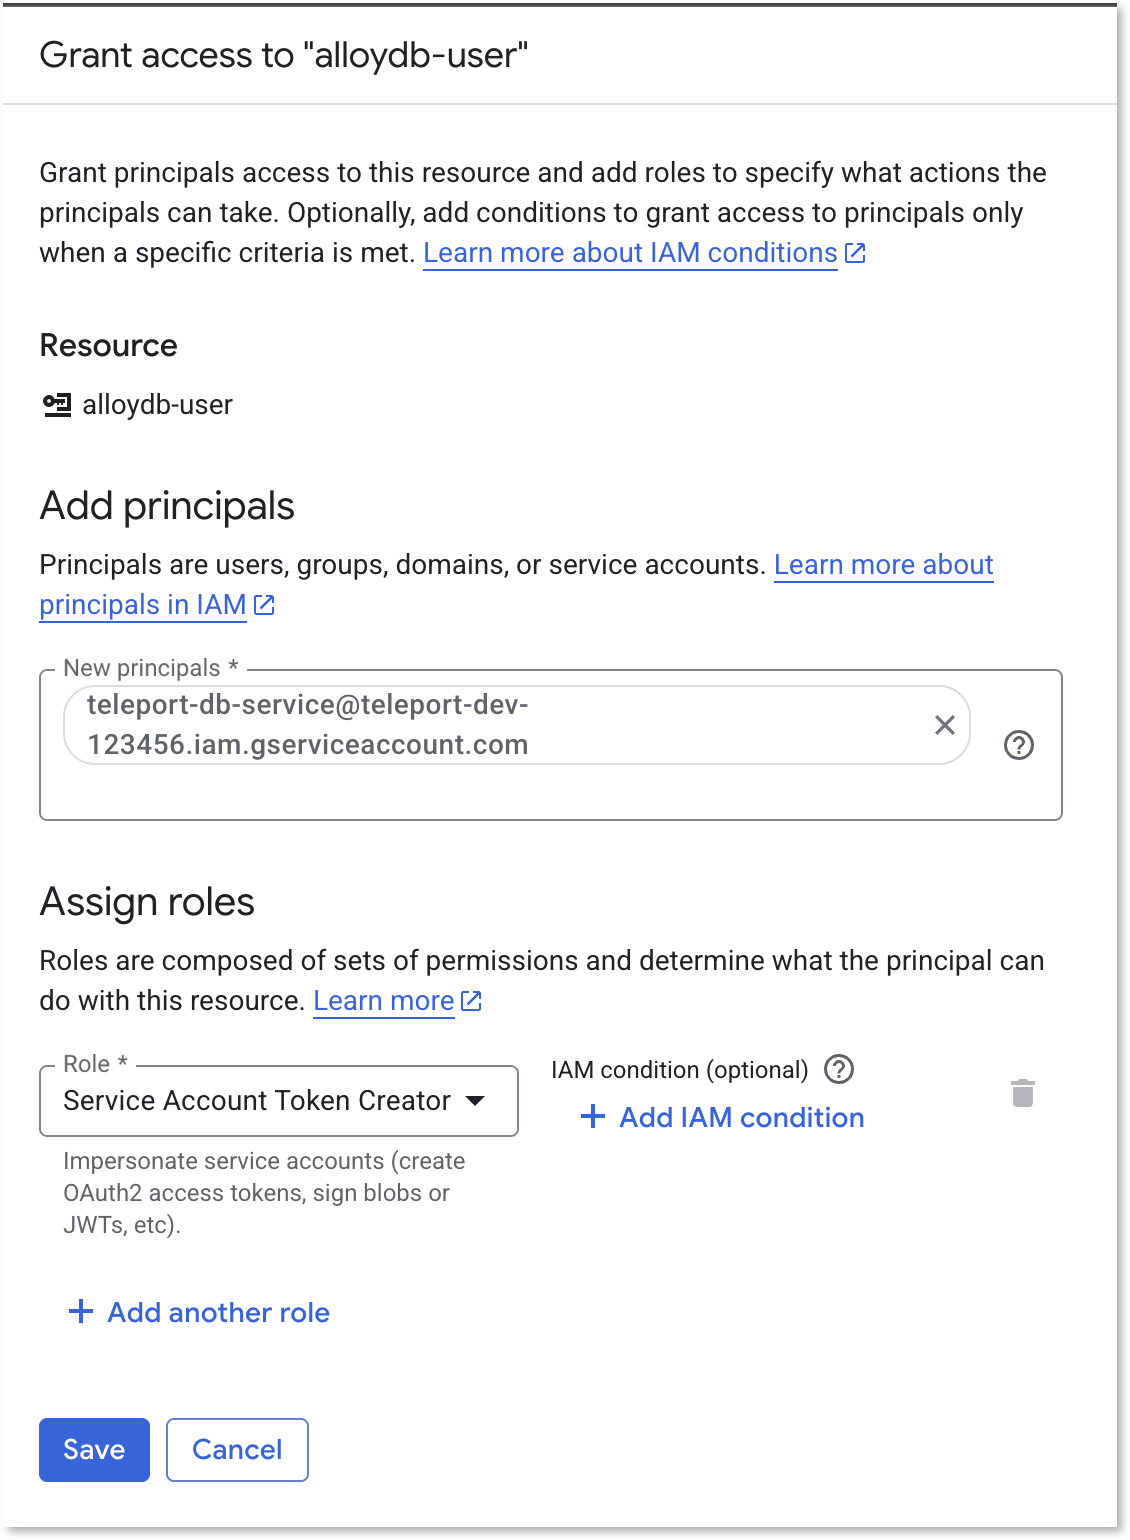 Grant access to "alloydb-user"
Grant principals access to this resource and add roles to specify what actions the
principals can take. Optionally, add conditions to grant access to principals only
when a specific criteria is met. Learn more about IAM conditions
Resource
alloydb-user
Add principals
Principals are users, groups, domains, or service accounts. Learn more about
principals in IAM
New principals *
teleport-db-service@teleport-dev-
123456.iam.gserviceaccount.com
Assign roles
Roles are composed of sets of permissions and determine what the principal can
do with this resource. Learn more
Role *
Service Account Token Creator
IAM condition (optional)
+ Add IAM condition
Impersonate service accounts (create
OAuth2 access tokens, sign blobs or
JWTs, etc).
+ Add another role
Save
Cancel